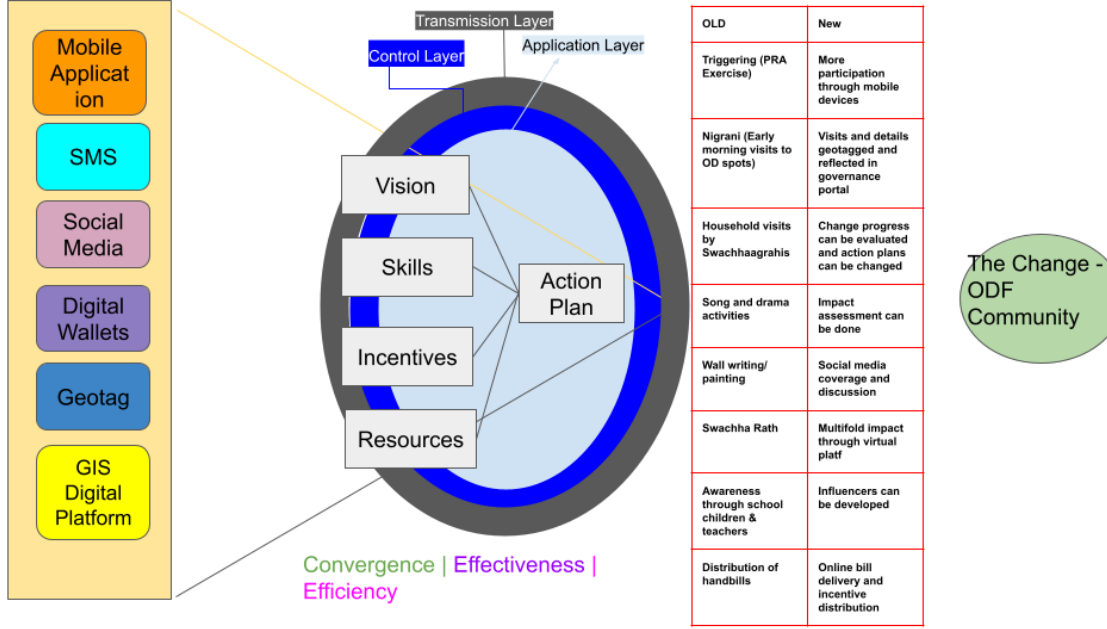 Mobile
Applicat
ion
SMS
Social
Media
Digital
Wallets
Geotag
GIS
Digital
Platform
Transmission Layer
Application Layer
Control Layer
Vision
Skills
Incentives
Resources
Action
Plan
Convergence | Effectiveness |
Efficiency
OLD
New
Triggering (PRA
Exercise)
More
participation
through mobile
devices
Nigrani (Early
morning visits to
OD spots)
Visits and details
geotagged and
reflected in
governance
portal
Household visits
by
Swachhaagrahis
Change progress
can be evaluated
and action plans
can be changed
Song and drama
activities
Impact
assessment can
be done
Wall writing/
painting
Social media
coverage and
discussion
Swachha Rath
Multifold impact
through virtual
platf
Awareness
through school
children &
teachers
Influencers can
be developed
Distribution of
handbills
Online bill
delivery and
incentive
distribution
The Change -
ODF
Community